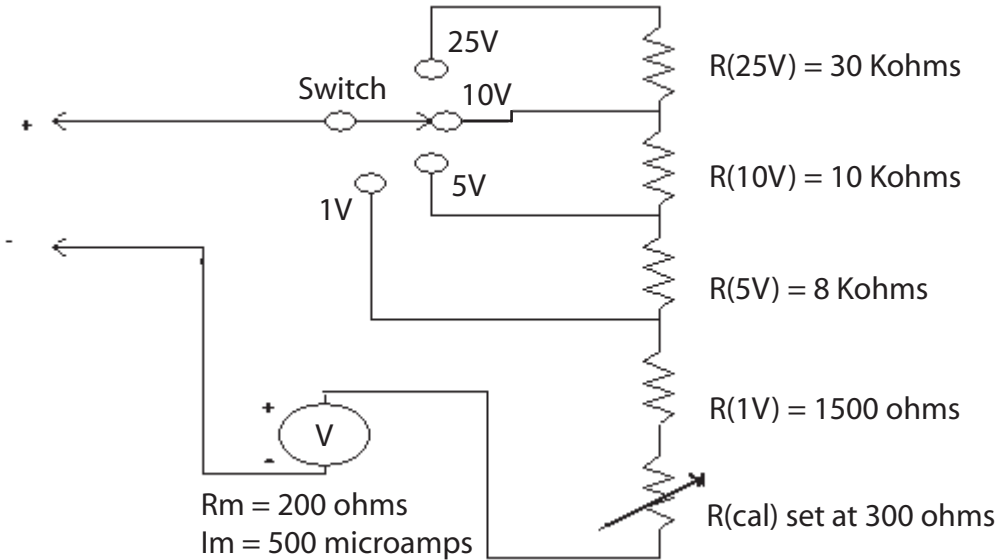 25V
R(25V) = 30 Kohms
Switch
10V
+
R(10V) = 10 Kohms
5V
1V
-
R(5V) = 8 Kohms
+
R(1V) = 1500 ohms
V
-
Rm = 200 ohms
R(cal) set at 300 ohms
Im = 500 microamps